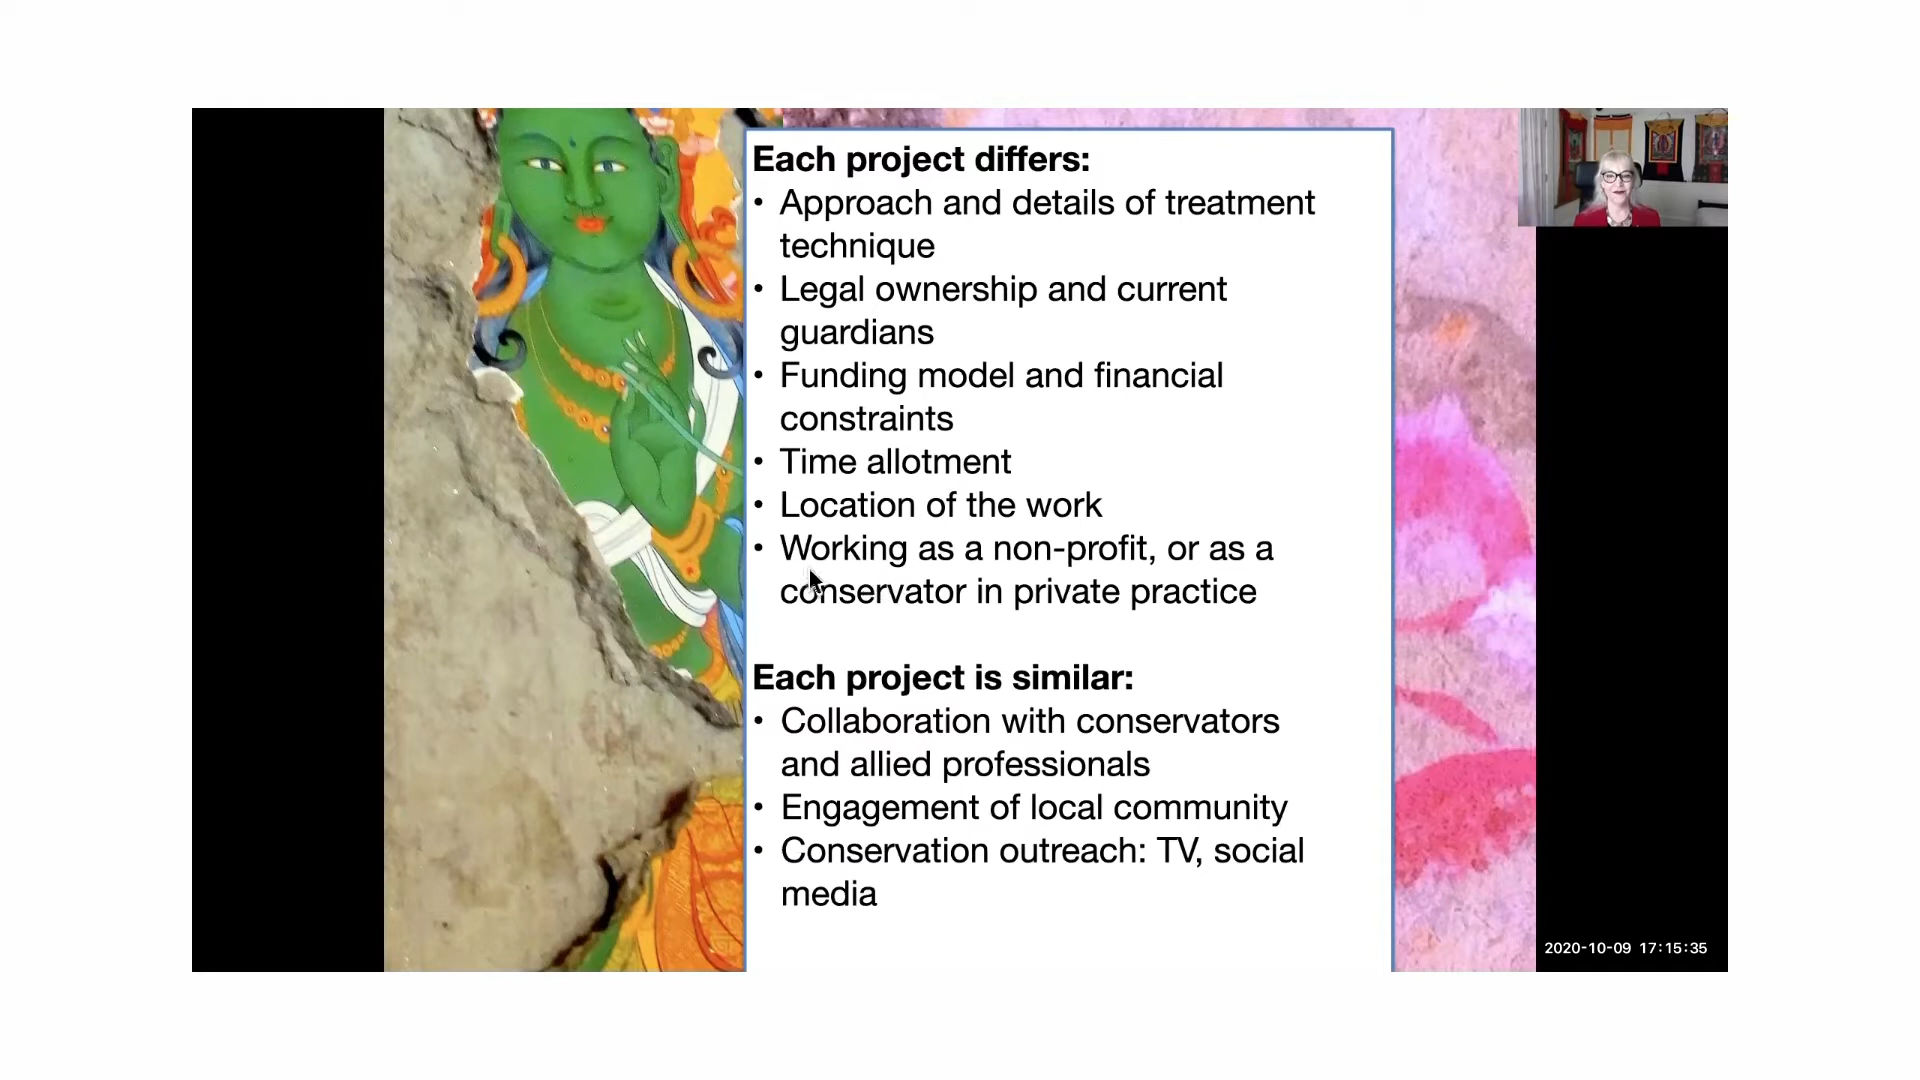 Each project differs:
• Approach and details of treatment
technique
• Legal ownership and current
guardians
• Funding model and financial
constraints
• Time allotment
• Location of the work
• Working as a non-profit, or as a
conservator in private practice
Each project is similar:
• Collaboration with conservators
and allied professionals
• Engagement of local community
• Conservation outreach: TV, social
media
2020-10-09 17:15:35